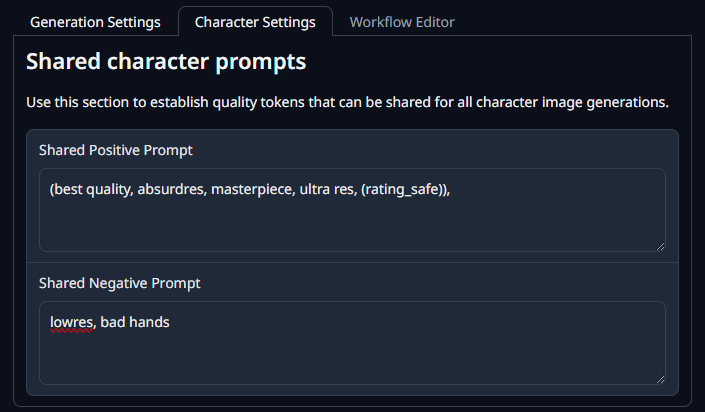 Generation Settings Character Settings Workflow Editor
Shared character prompts
Use this section to establish quality tokens that can be shared for all character image generations.
Shared Positive Prompt
(best quality, absurdres, masterpiece, ultra res, (rating_safe)),
Shared Negative Prompt
lowres, bad hands